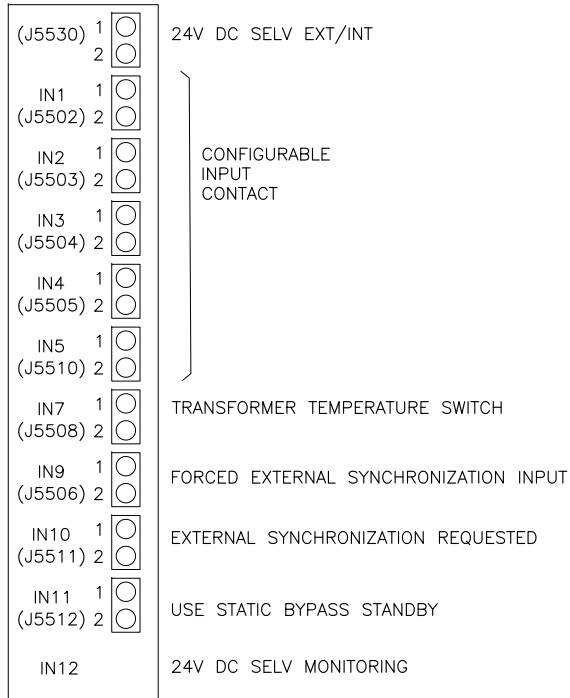 (J5530) 1 24V DC SELV EXT/INT
2
IN1 1
(J5502) 2
IN2 1
(J5503) 2
CONFIGURABLE
INPUT
CONTACT
IN3 1
(J5504) 2
IN4 1
(J5505) 2
IN5 1
(J5510) 2
IN7 1 TRANSFORMER TEMPERATURE SWITCH
(J5508) 2
IN9 1 FORCED EXTERNAL SYNCHRONIZATION INPUT
(J5506) 2
IN10 1 EXTERNAL SYNCHRONIZATION REQUESTED
(J5511) 2
IN11 1 USE STATIC BYPASS STANDBY
(J5512) 2
IN12 24V DC SELV MONITORING